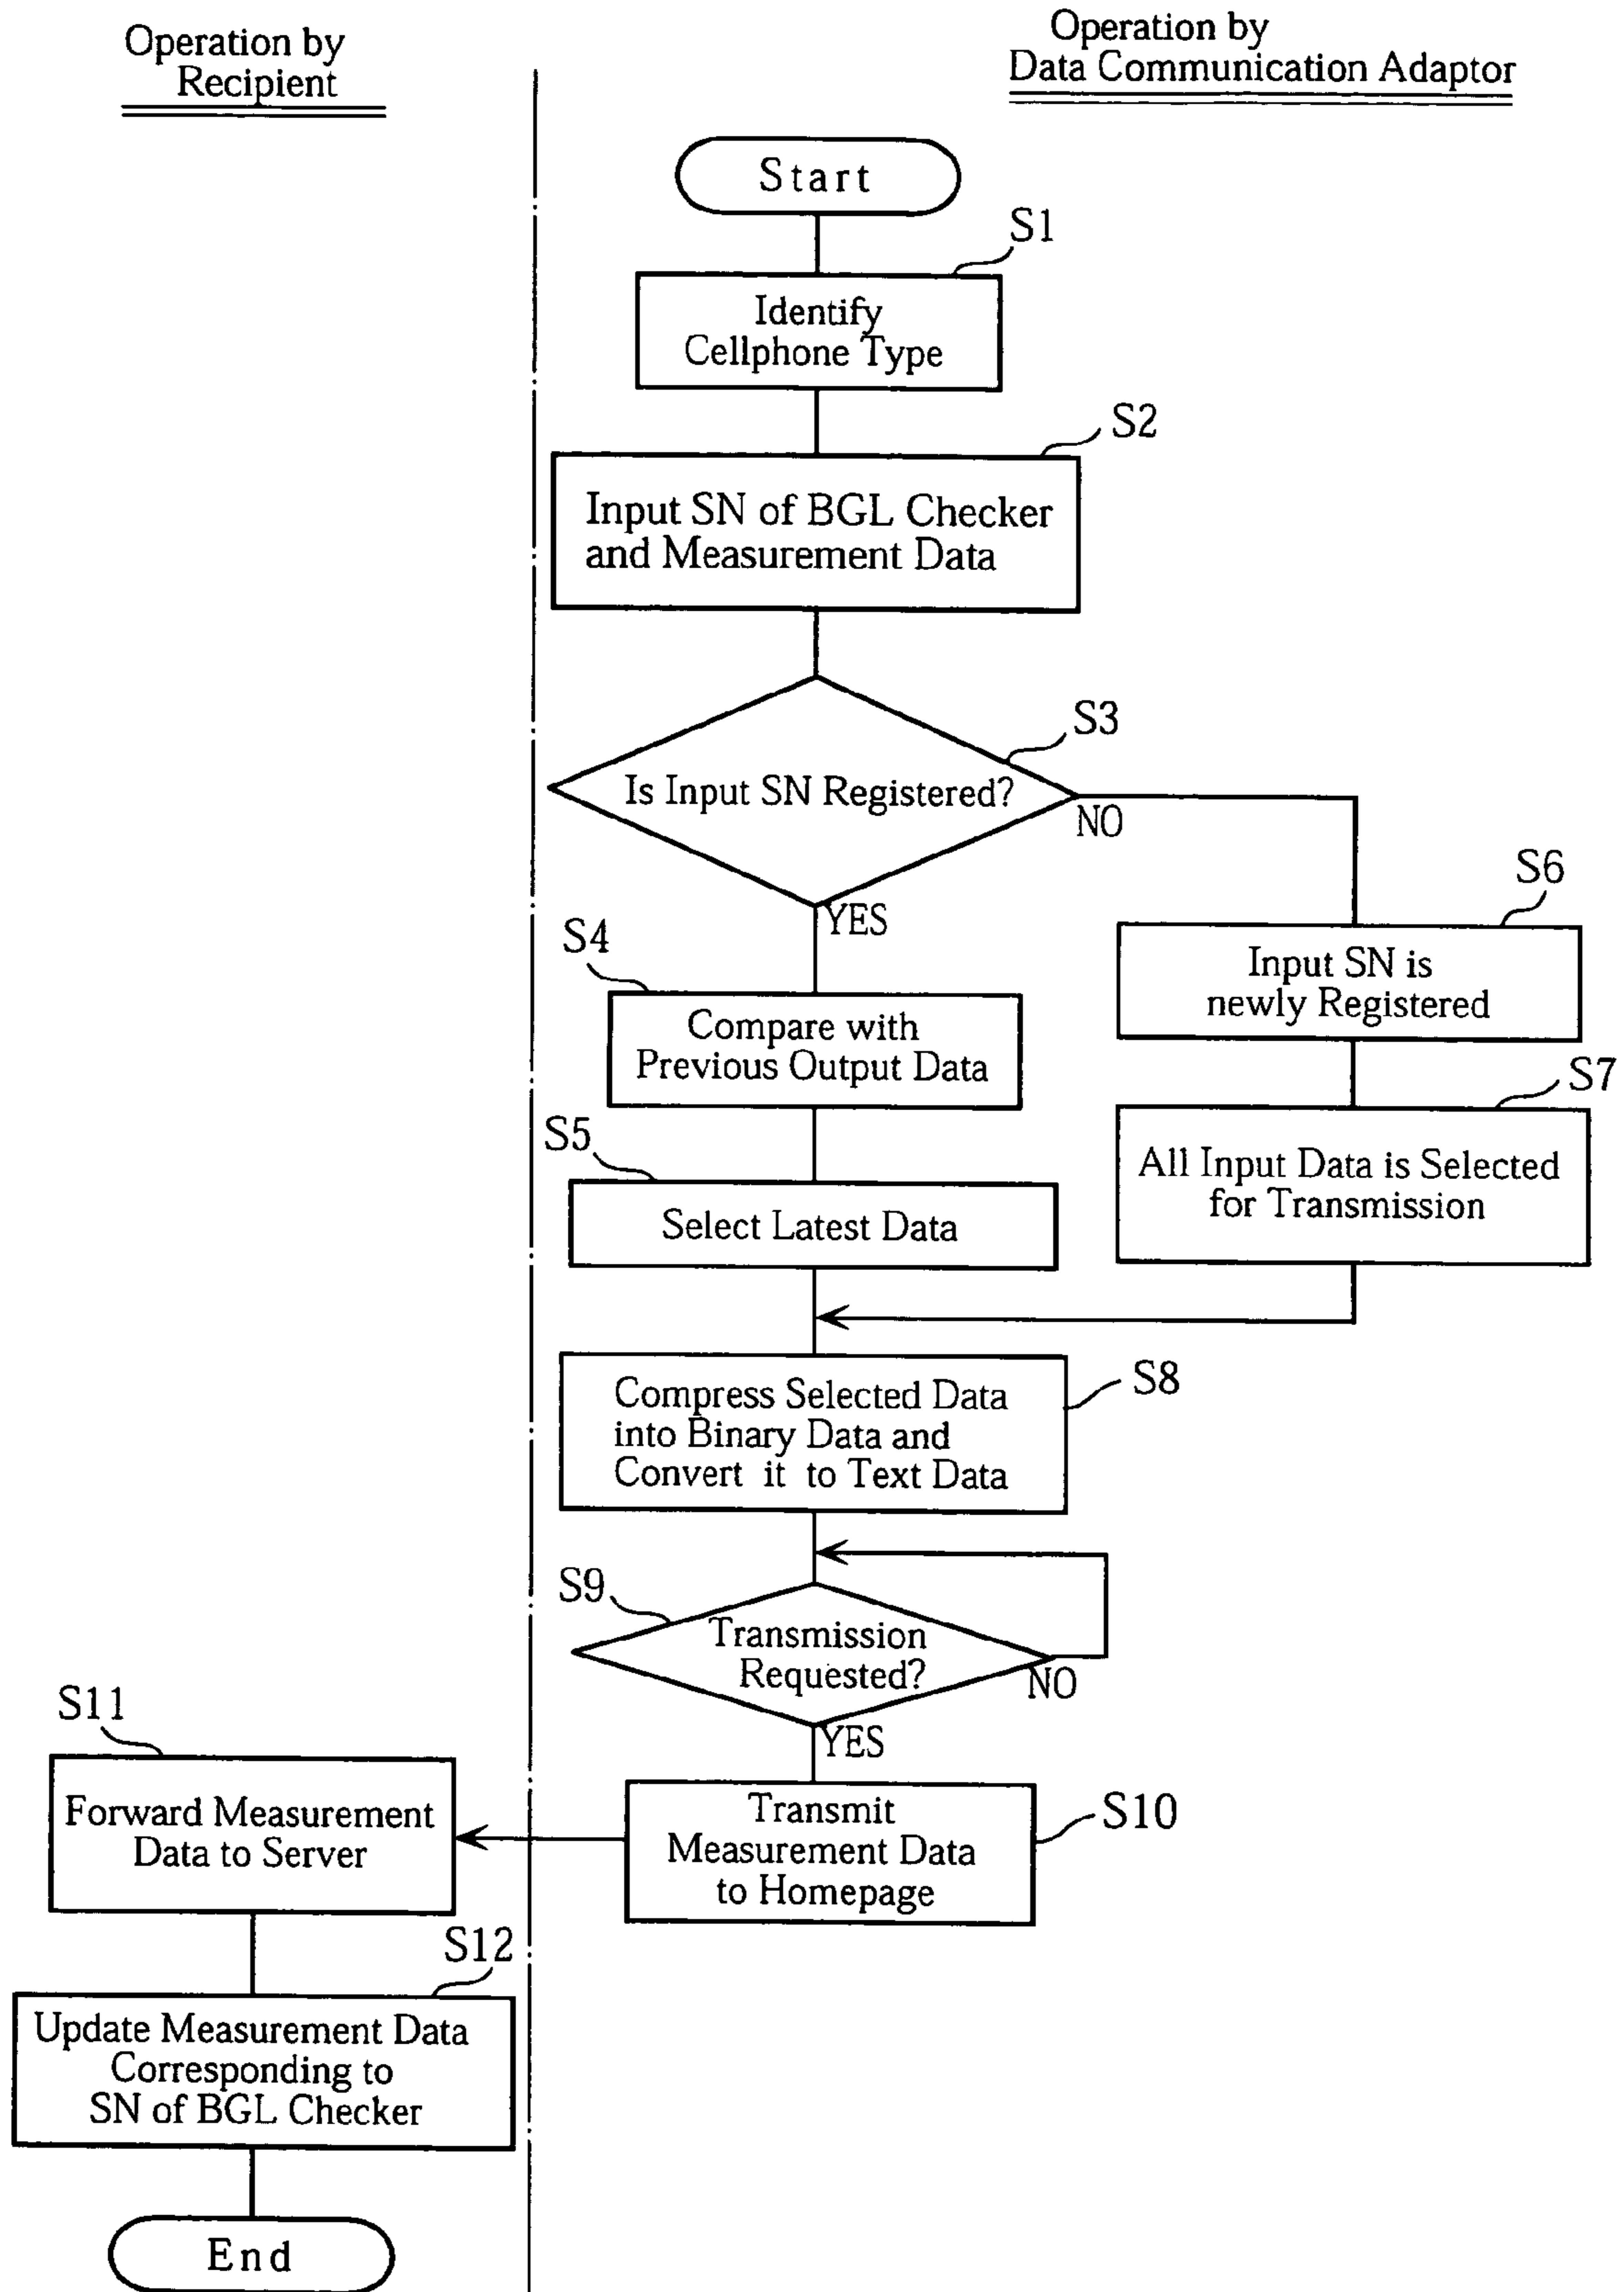 Operation by
Recipient
Operation by
Data Communication Adaptor
Start
S1
Identify
Cellphone Type
S2
Input SN of BGL Checker
and Measurement Data
S3
Is Input SN Registered?
NO
YES
S6
Input SN is
newly Registered
S4
Compare with
Previous Output Data
S7
All Input Data is Selected
for Transmission
S5
Select Latest Data
S8
Compress Selected Data
into Binary Data and
Convert it to Text Data
S9
Transmission
Requested?
NO
YES
S10
Transmit
Measurement Data
to Homepage
S11
Forward Measurement
Data to Server
S12
Update Measurement Data
Corresponding to
SN of BGL Checker
End